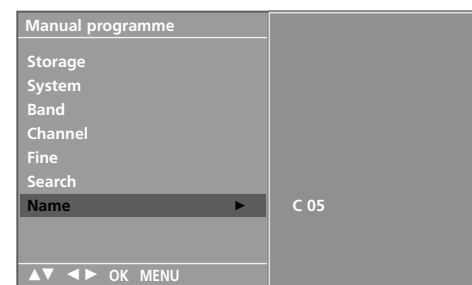 Manual programme
Storage
System
Band
Channel
Fine
Search
Name ► C 05
▲▼ ◄► OK MENU